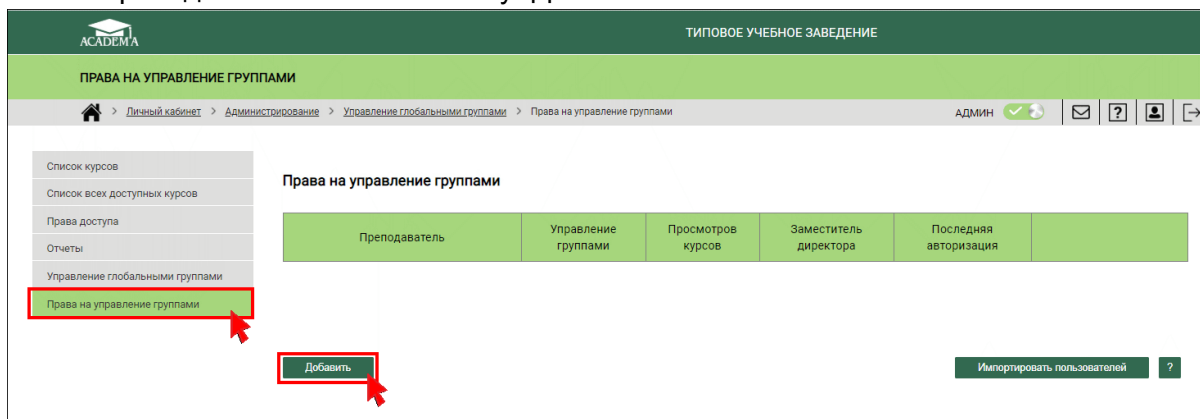 ACADEM'A
ТИПОВОЕ УЧЕБНОЕ ЗАВЕДЕНИЕ
ПРАВА НА УПРАВЛЕНИЕ ГРУППАМИ
> Личный кабинет > Администрирование > Управление глобальными группами > Права на управление группами
АДМИН
?
Список курсов
Список всех доступных курсов
Права доступа
Отчеты
Управление глобальными группами
Права на управление группами
Права на управление группами
Преподаватель
Управление
группами
Просмотров
курсов
Заместитель
директора
Последняя
авторизация
Добавить
Импортировать пользователей
?